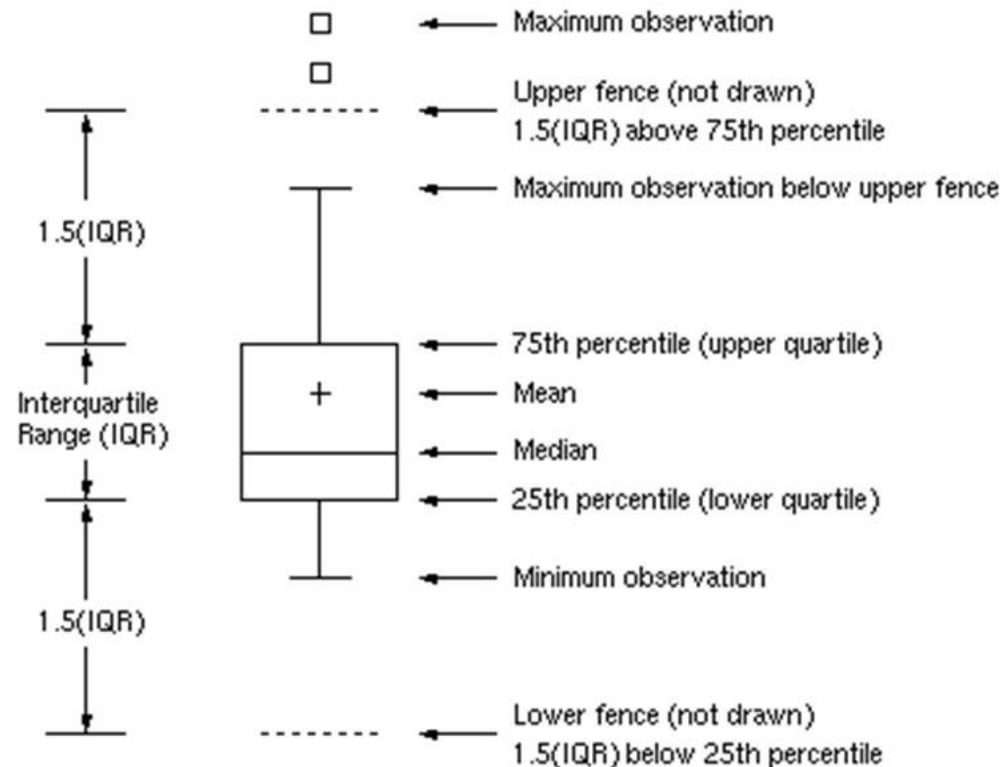 Maximum observation
Upper fence (not drawn)
1.5(IQR) above 75th percentile
Maximum observation below upper fence
1.5(IQR)
75th percentile (upper quartile)
Mean
Interquartile
Range (IQR)
Median
25th percentile (lower quartile)
Minimum observation
1.5(IQR)
Lower fence (not drawn)
1.5(IQR) below 25th percentile